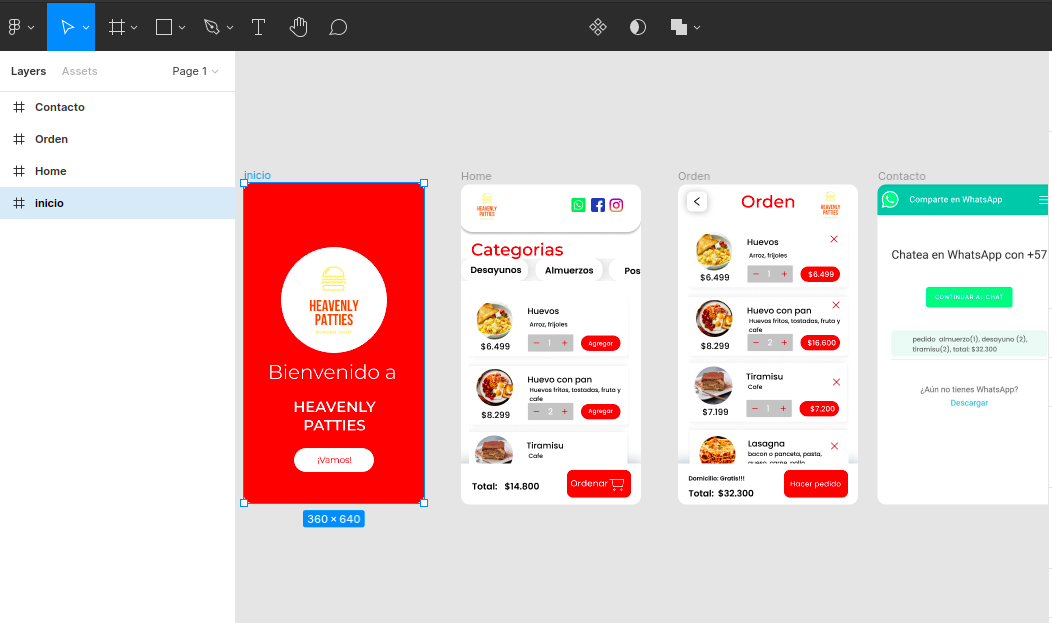 Layers Assets Page 1
Contacto
Orden
Home
inicio
inicio
HEAVENLY
PATTIES
Bienvenido a
HEAVENLY
PATTIES
¡Vamos!
360 × 640
Home
HEAVENLY
PATTIES
Categorias
Desayunos Almuerzos Pos
Huevos
Arroz, frijoles
$6.499 − 1 + Agregar
Huevo con pan
Huevos fritos, tostadas, fruta y
cafe
$8.299 − 2 + Agregar
Tiramisu
Cafe
Total: $14.800 Ordenar
Orden
Orden
HEAVENLY
PATTIES
Huevos
Arroz, frijoles
$6.499 − 1 + $6.499
Huevo con pan
Huevos fritos, tostadas, fruta y
cafe
$8.299 − 2 + $16.600
Tiramisu
Cafe
$7.199 − 1 + $7.200
Lasagna
bacon o panceta, pasta,
queso, carne, pollo
Domicilio: Gratis!!!
Total: $32.300 Hacer pedido
Contacto
Comparte en WhatsApp
Chatea en WhatsApp con +57
CONTINUAR AL CHAT
pedido almuerzo(1), desayuno (2),
tiramisu(2), total: $32.300
¿Aún no tienes WhatsApp?
Descargar